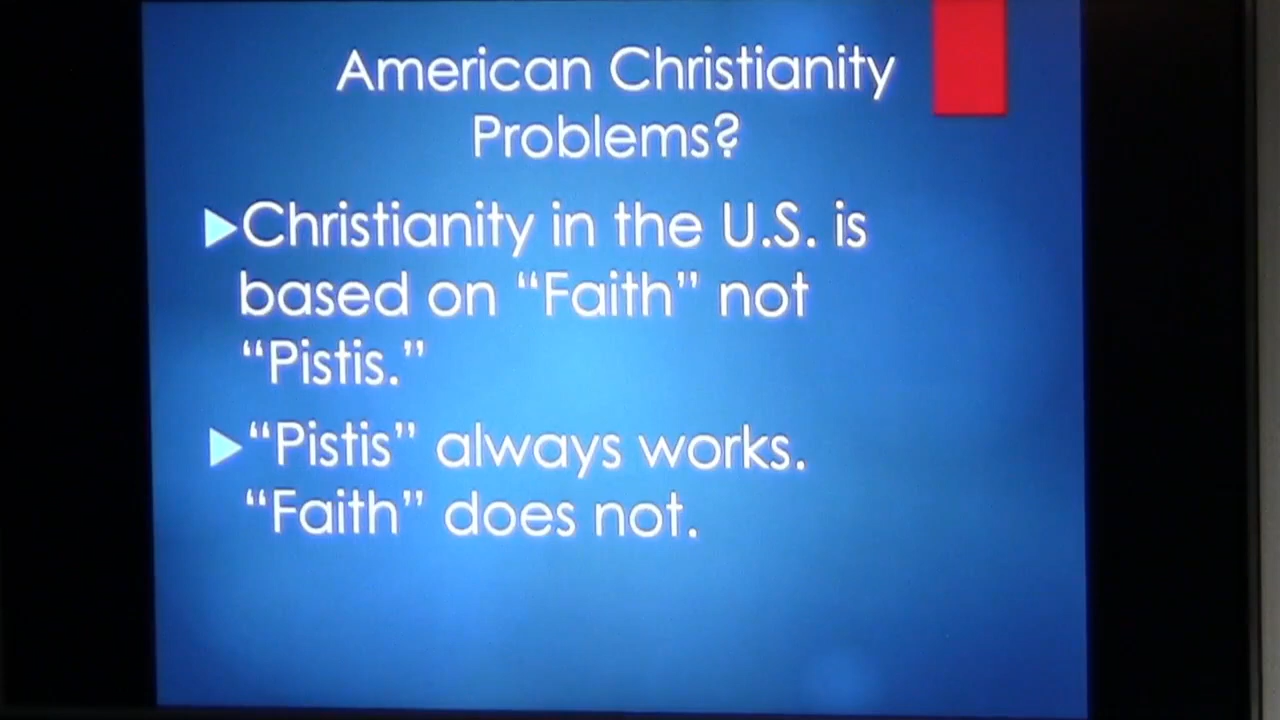 American Christianity
Problems?
Christianity in the U.S. is
based on “Faith” not
“Pistis.”
“Pistis” always works.
“Faith” does not.